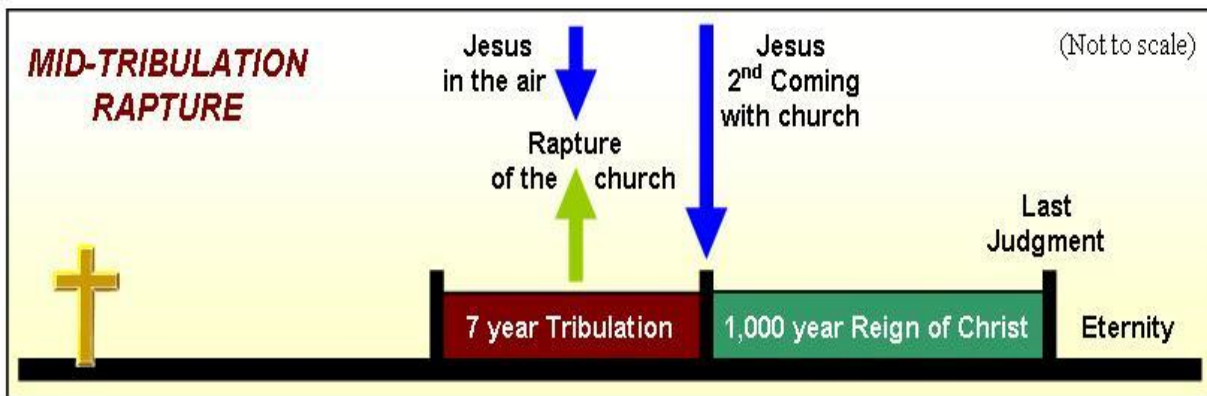 MID-TRIBULATION
RAPTURE
Jesus
in the air
Rapture
of the church
Jesus
2nd Coming
with church
(Not to scale)
Last
Judgment
7 year Tribulation
1,000 year Reign of Christ
Eternity